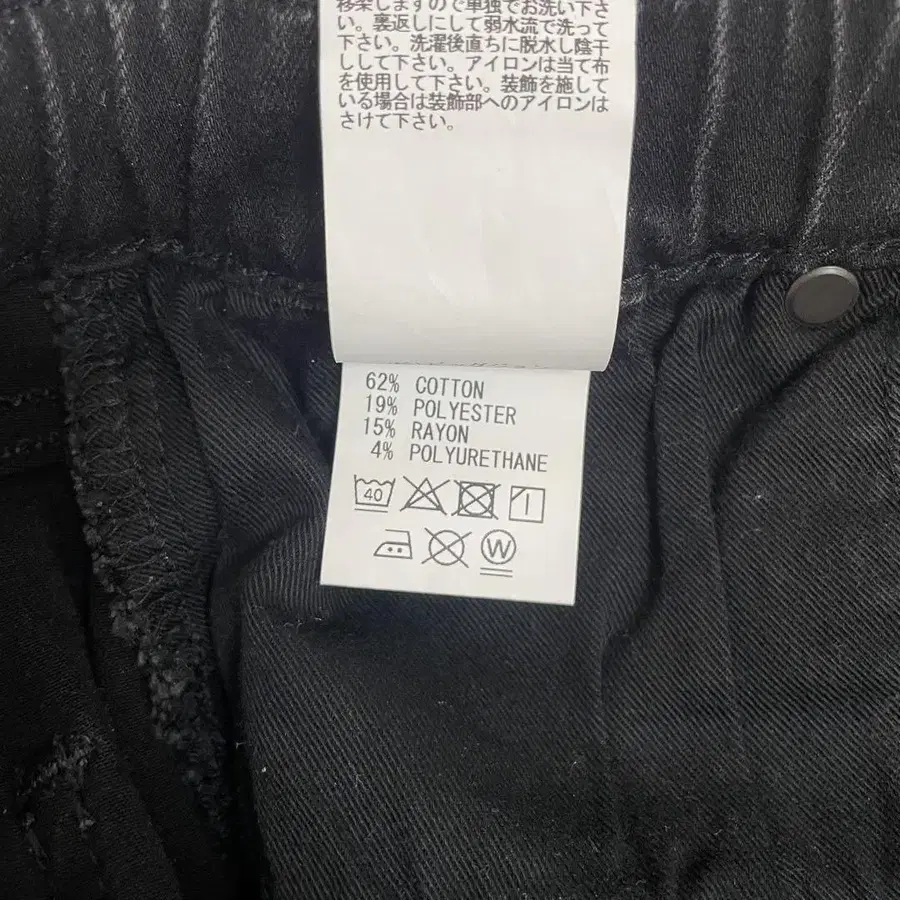 移染しますので単独でお洗い下さ
い。裏返しにして弱水流で洗って
下さい。洗濯後直ちに脱水し陰干
しして下さい。アイロンは当て布
を使用して下さい。装飾を施して
いる場合は装飾部へのアイロンは
さけて下さい。
62% COTTON
19% POLYESTER
15% RAYON
4% POLYURETHANE
40
W